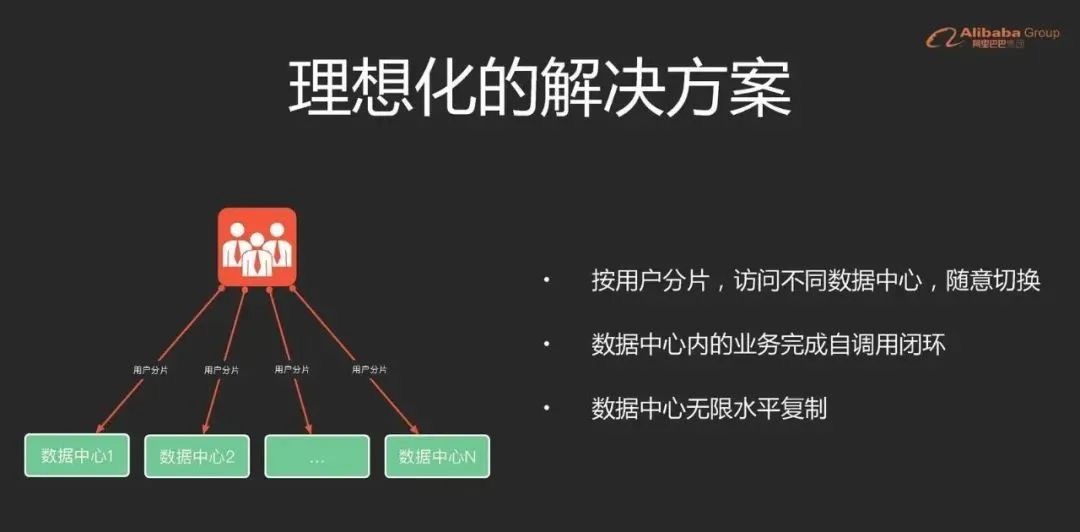 Alibaba Group
阿里巴巴集团
理想化的解决方案
• 按用户分片，访问不同数据中心，随意切换
• 数据中心内的业务完成自调用闭环
• 数据中心无限水平复制
用户分片 用户分片 用户分片 用户分片
数据中心1 数据中心2 ... 数据中心N